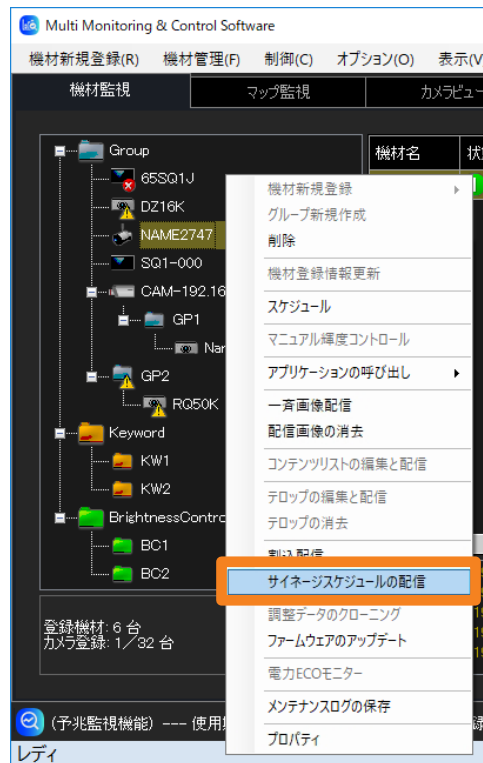 Multi Monitoring & Control Software
機材新規登録(R) 機材管理(F) 制御(C) オプション(O) 表示(V
機材監視 マップ監視 カメラビュー
Group
機材名
65SQ1J
DZ16K
NAME2747
SQ1-000
CAM-192.16
GP1
Nar
GP2
RQ50K
Keyword
KW1
KW2
BrightnessContro
BC1
BC2
機材新規登録
グループ新規作成
削除
機材登録情報更新
スケジュール
マニュアル輝度コントロール
アプリケーションの呼び出し
一斉画像配信
配信画像の消去
コンテンツリストの編集と配信
テロップの編集と配信
テロップの消去
割込配信
サイネージスケジュールの配信
調整データのクローニング
ファームウェアのアップデート
電力ECOモニター
メンテナンスログの保存
プロパティ
登録機材: 6 台
カメラ登録: 1/32 台
(予兆監視機能) --- 使用
レディ